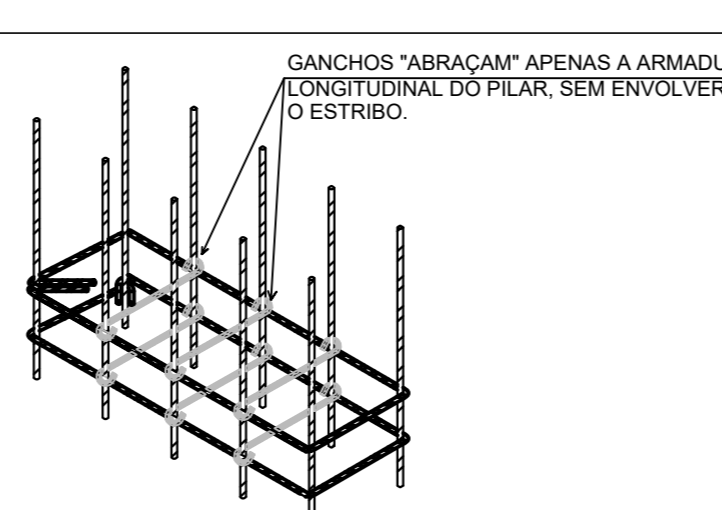 GANCHOS "ABRAÇAM" APENAS A ARMADU
LONGITUDINAL DO PILAR, SEM ENVOLVER
O ESTRIBO.